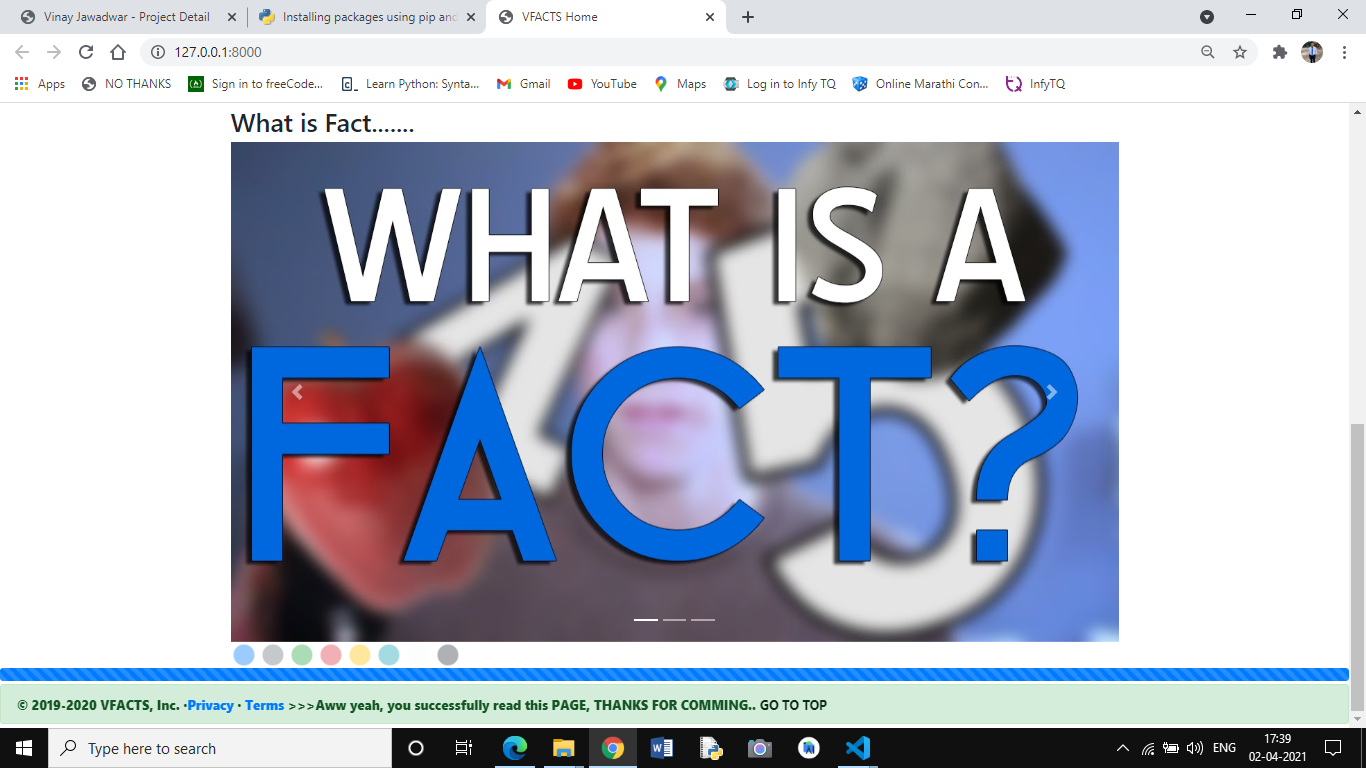 Vinay Jawadwar - Project Detail
Installing packages using pip and
VFACTS Home
127.0.0.1:8000
Apps
NO THANKS
Sign in to freeCode...
Learn Python: Synta...
Gmail
YouTube
Maps
Log in to Infy TQ
Online Marathi Con...
InfyTQ
What is Fact.......
WHAT IS A
FACT?
© 2019-2020 VFACTS, Inc. ·Privacy · Terms >>>Aww yeah, you successfully read this PAGE, THANKS FOR COMMING.. GO TO TOP
Type here to search
ENG
17:39
02-04-2021